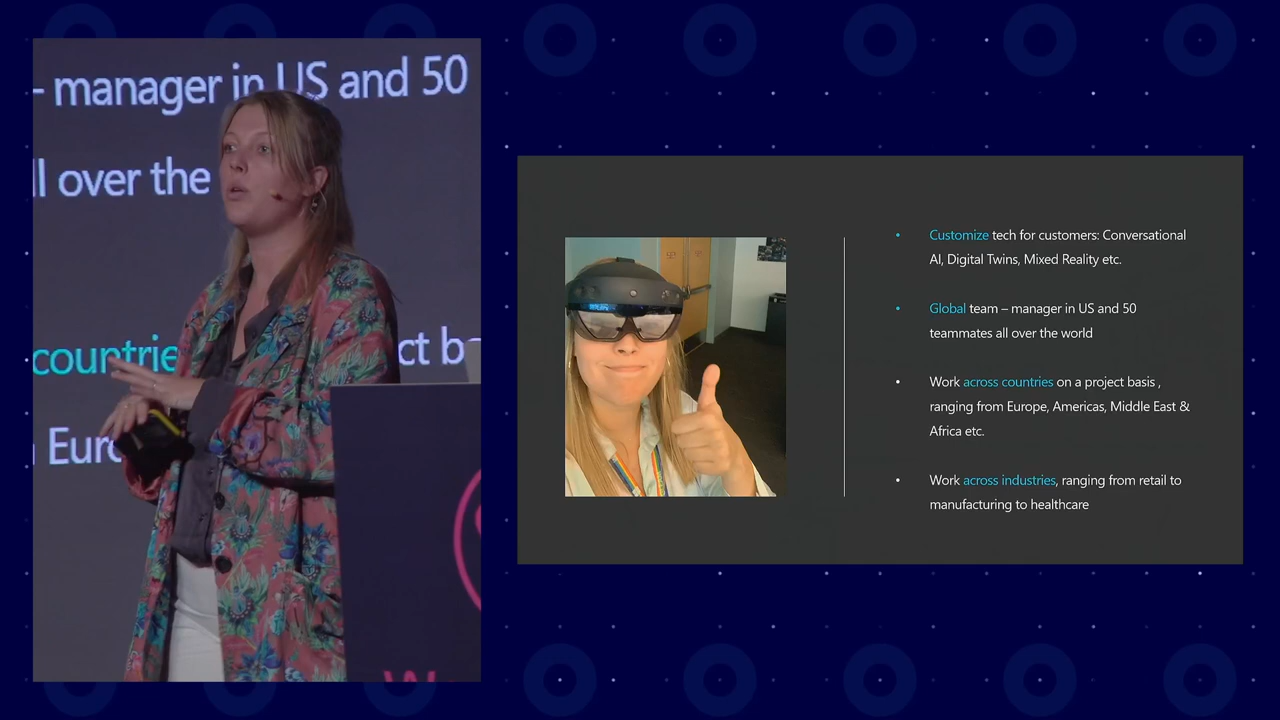 - manager in US and 50
ll over the
countrie
ct b
n Euro
W
Customize tech for customers: Conversational
AI, Digital Twins, Mixed Reality etc.
Global team – manager in US and 50
teammates all over the world
Work across countries on a project basis ,
ranging from Europe, Americas, Middle East &
Africa etc.
Work across industries, ranging from retail to
manufacturing to healthcare